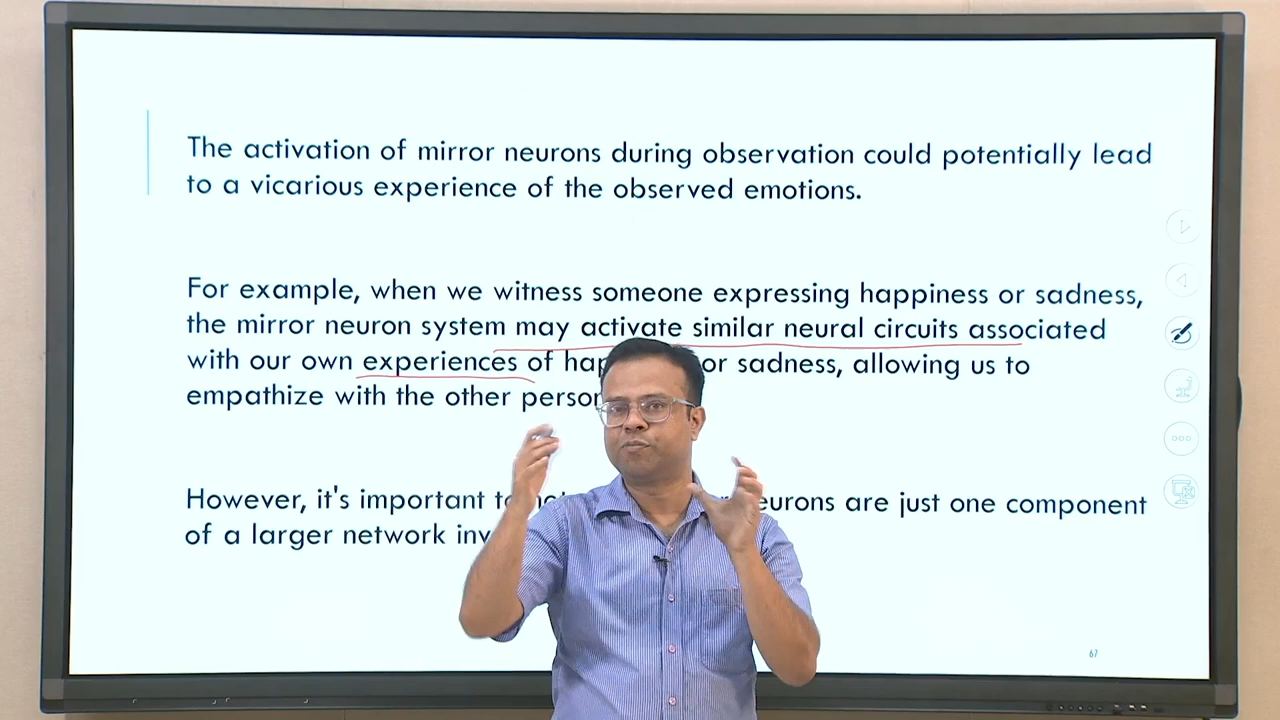 The activation of mirror neurons during observation could potentially lead
to a vicarious experience of the observed emotions.
For example, when we witness someone expressing happiness or sadness,
the mirror neuron system may activate similar neural circuits associated
with our own experiences of or sadness, allowing us to
empathize with the other person
However, it's important to neurons are just one component
of a larger network
67